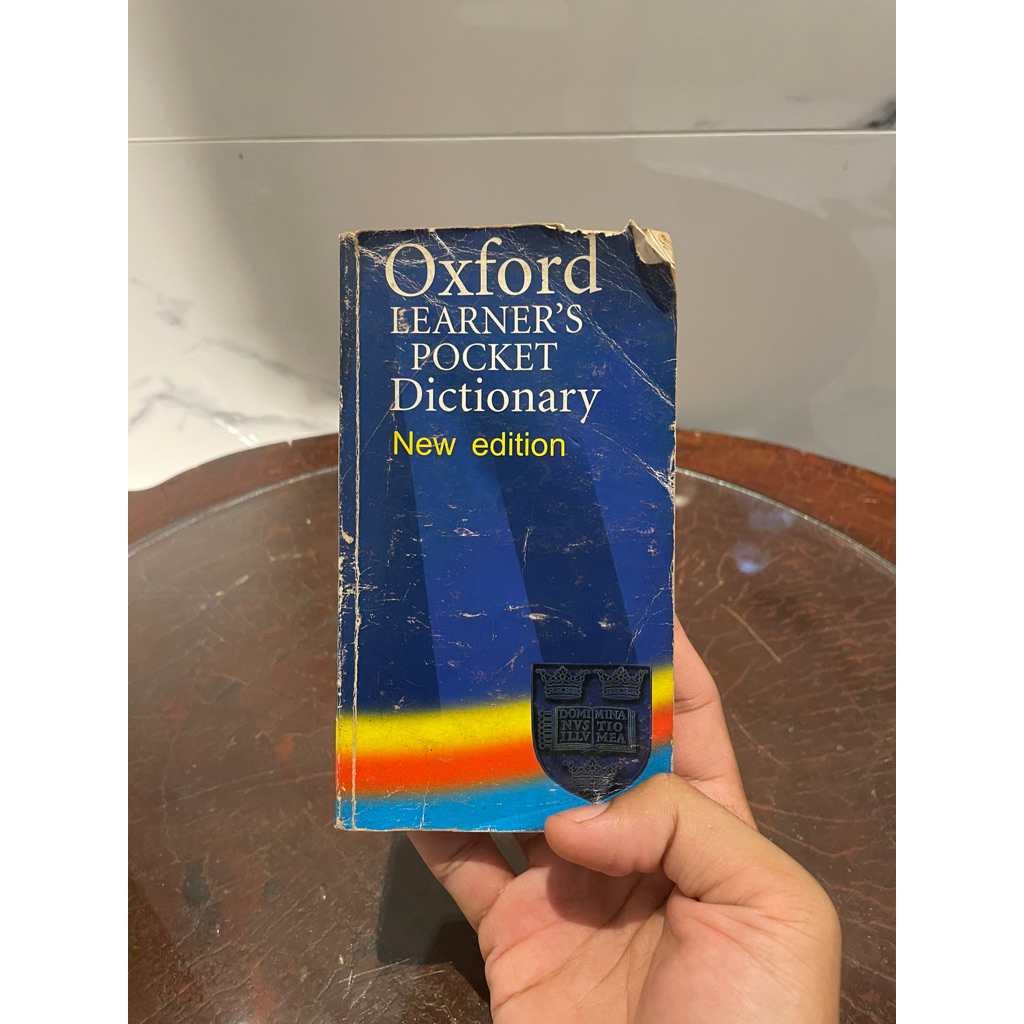 Oxford
LEARNER'S
POCKET
Dictionary
New edition
DOMI MINA
NVS TIO
ILLV MEA